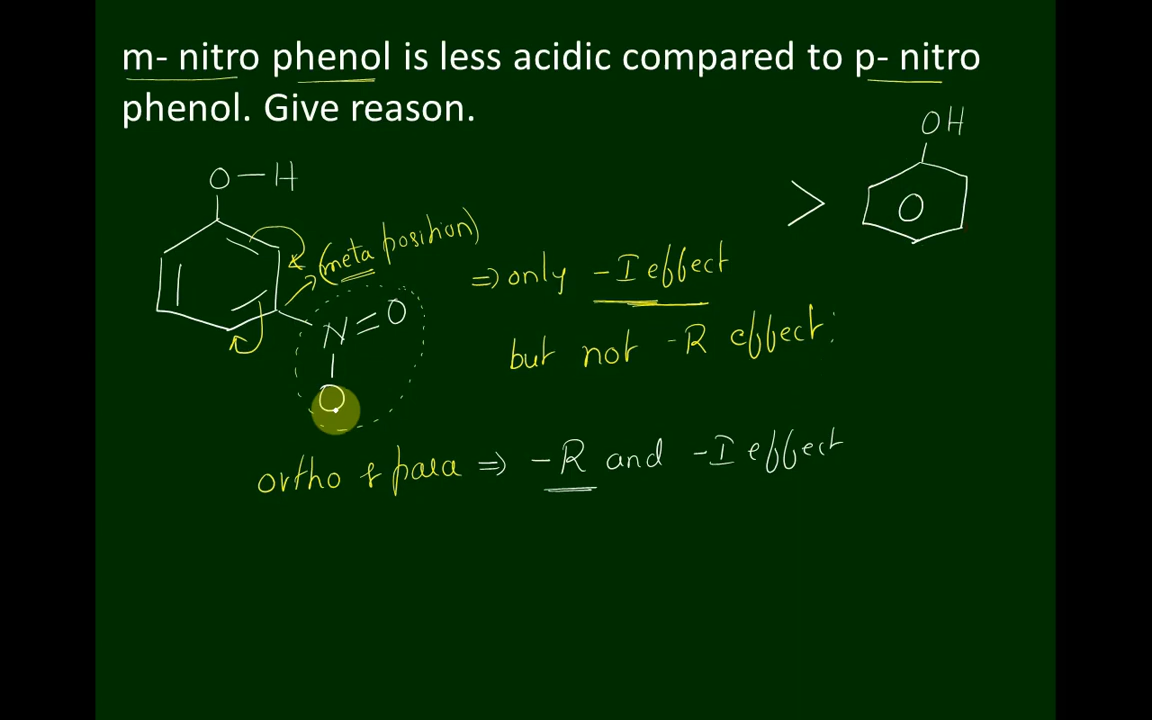 m- nitro phenol is less acidic compared to p- nitro
phenol. Give reason.
OH
O—H
>
(meta position)
⇒ only -I effect
N=O
but not -R effect:
O
ortho & para ⇒ -R and -I effect